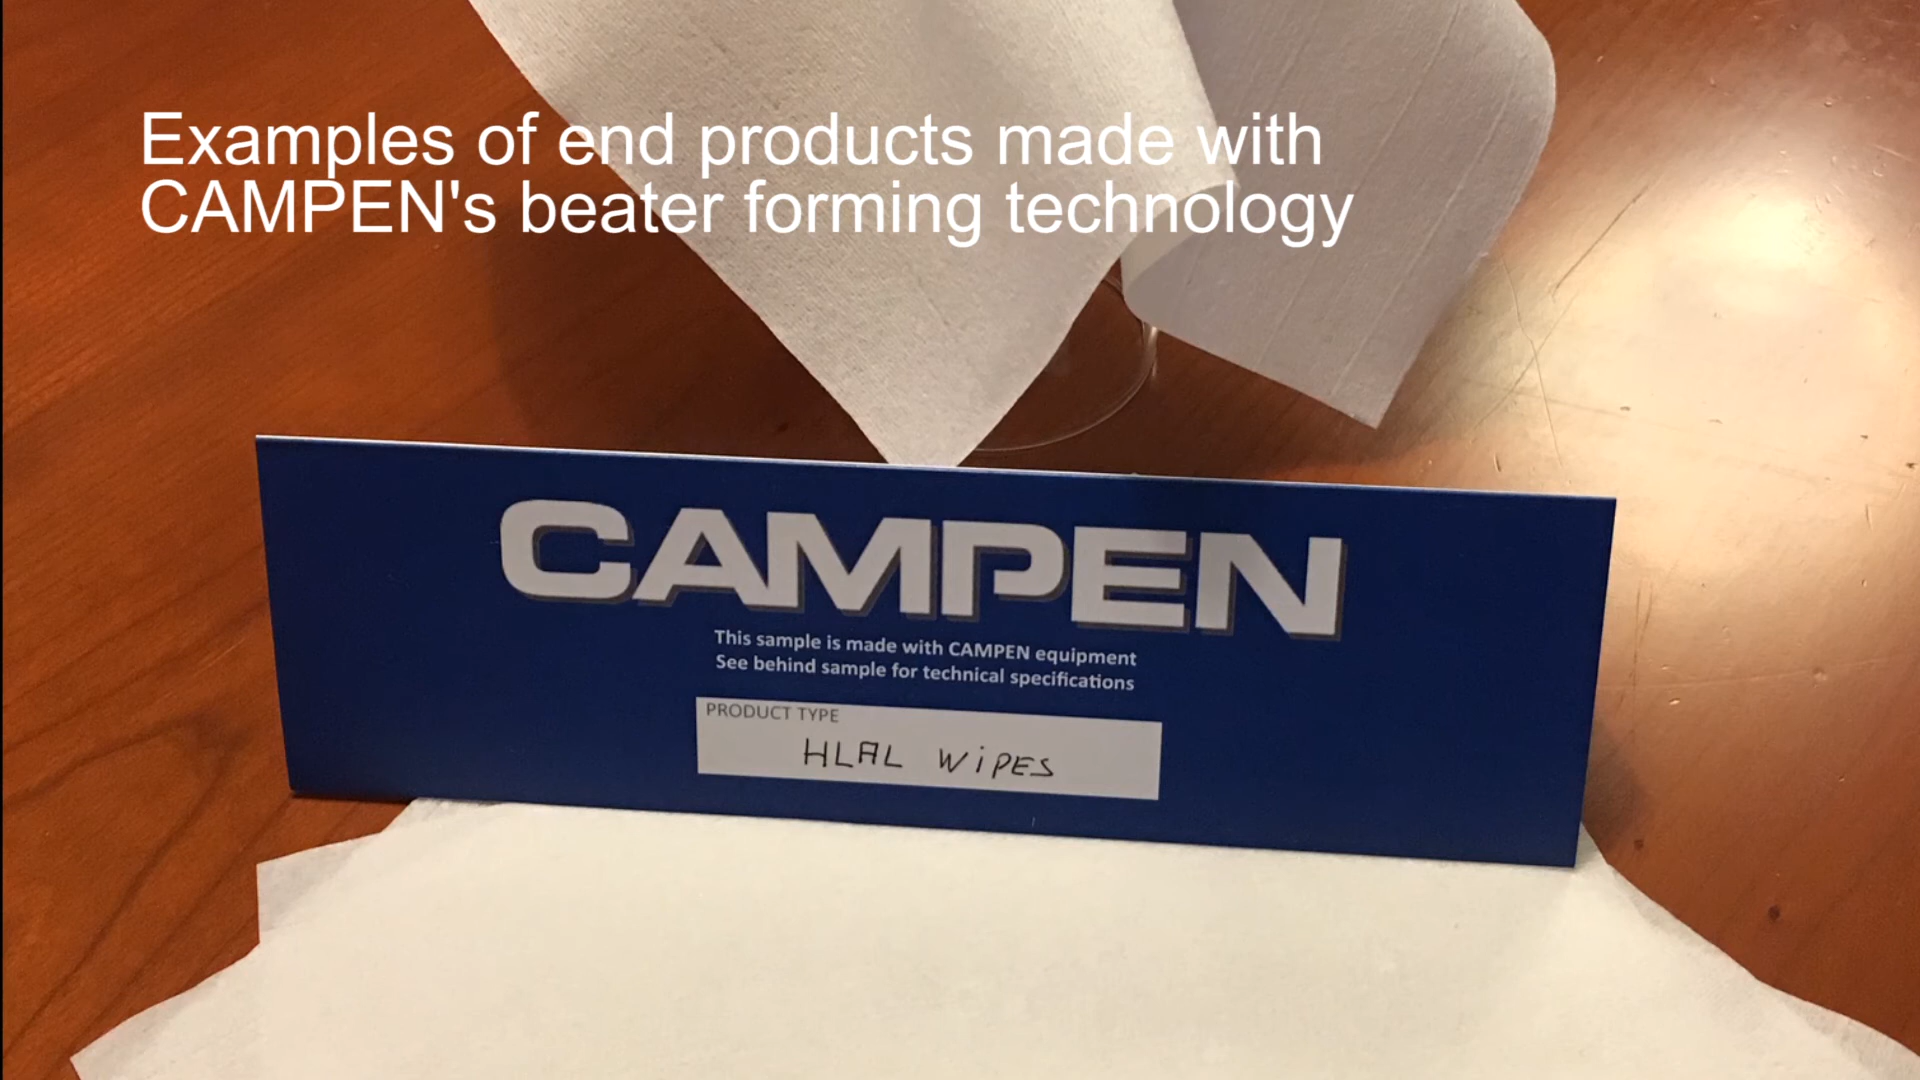 Examples of end products made with
CAMPEN's beater forming technology
CAMPEN
This sample is made with CAMPEN equipment
See behind sample for technical specifications
PRODUCT TYPE
HLAL WiPES